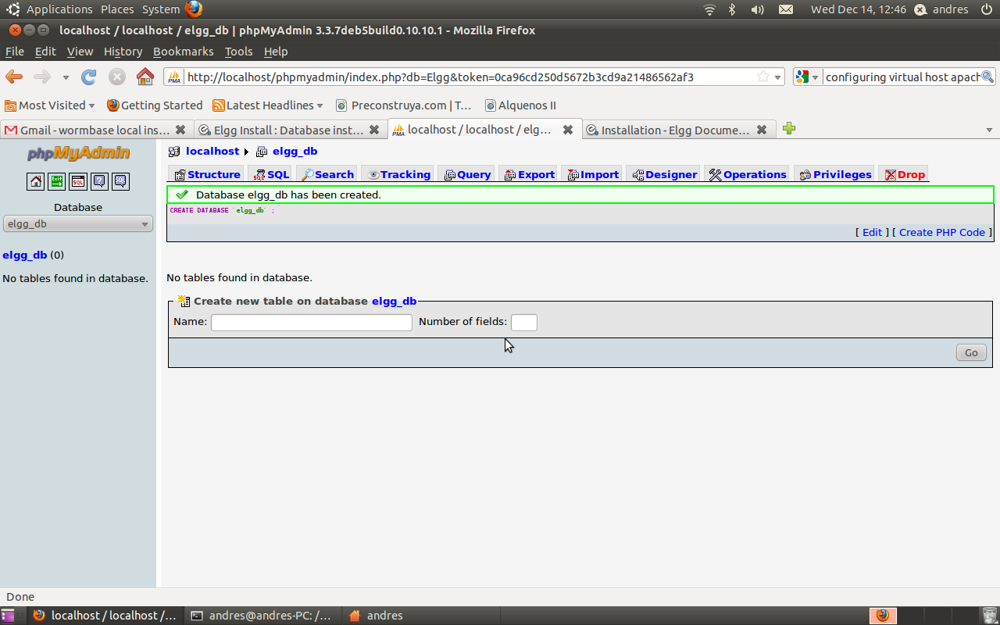 Applications Places System Wed Dec 14, 12:46 andres
localhost / localhost / elgg_db | phpMyAdmin 3.3.7deb5build0.10.10.1 - Mozilla Firefox
File Edit View History Bookmarks Tools Help
PMA http://localhost/phpmyadmin/index.php?db=Elgg&token=0ca96cd250d5672b3cd9a21486562af3 configuring virtual host apach
Most Visited Getting Started Latest Headlines Preconstruya.com | T... Alquenos II
Gmail - wormbase local ins... Elgg Install : Database inst... PMA localhost / localhost / elg... Installation - Elgg Docume...
phpMyAdmin
localhost elgg_db
Structure SQL Search Tracking Query Export Import Designer Operations Privileges Drop
Exit SQL SQL
Database elgg_db has been created.
Database
CREATE DATABASE `elgg_db` ;
elgg_db
[ Edit ] [ Create PHP Code ]
elgg_db (0)
No tables found in database.
No tables found in database.
Create new table on database elgg_db
Name: Number of fields:
Go
Done
localhost / localhost /... andres@andres-PC: /... andres